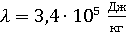 λ = 3,4 · 10⁵ Дж/кг